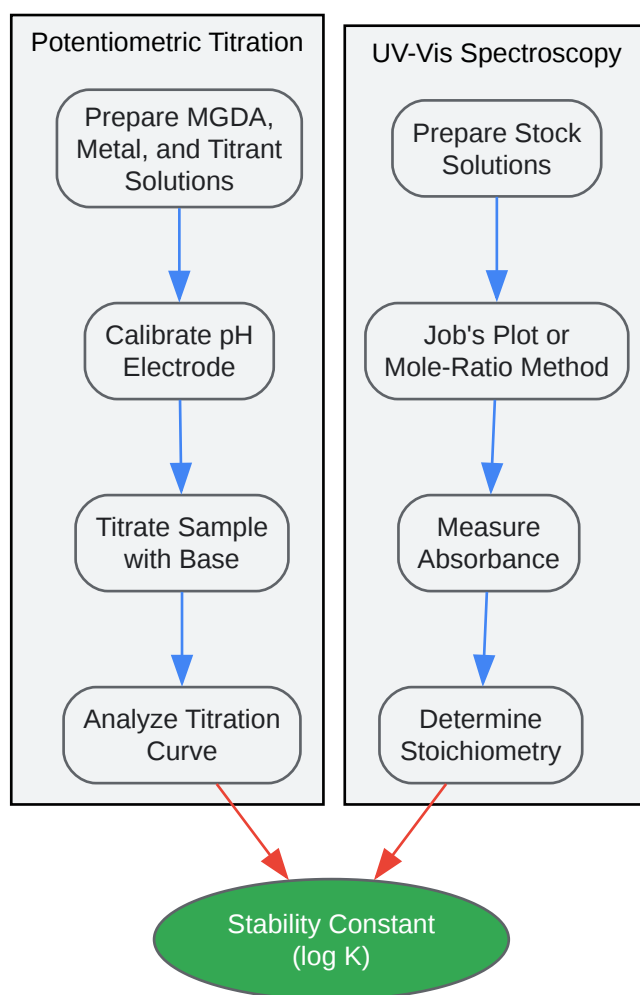 Potentiometric Titration
Prepare MGDA,
Metal, and Titrant
Solutions
Calibrate pH
Electrode
Titrate Sample
with Base
Analyze Titration
Curve
UV-Vis Spectroscopy
Prepare Stock
Solutions
Job's Plot or
Mole-Ratio Method
Measure
Absorbance
Determine
Stoichiometry
Stability Constant
(log K)